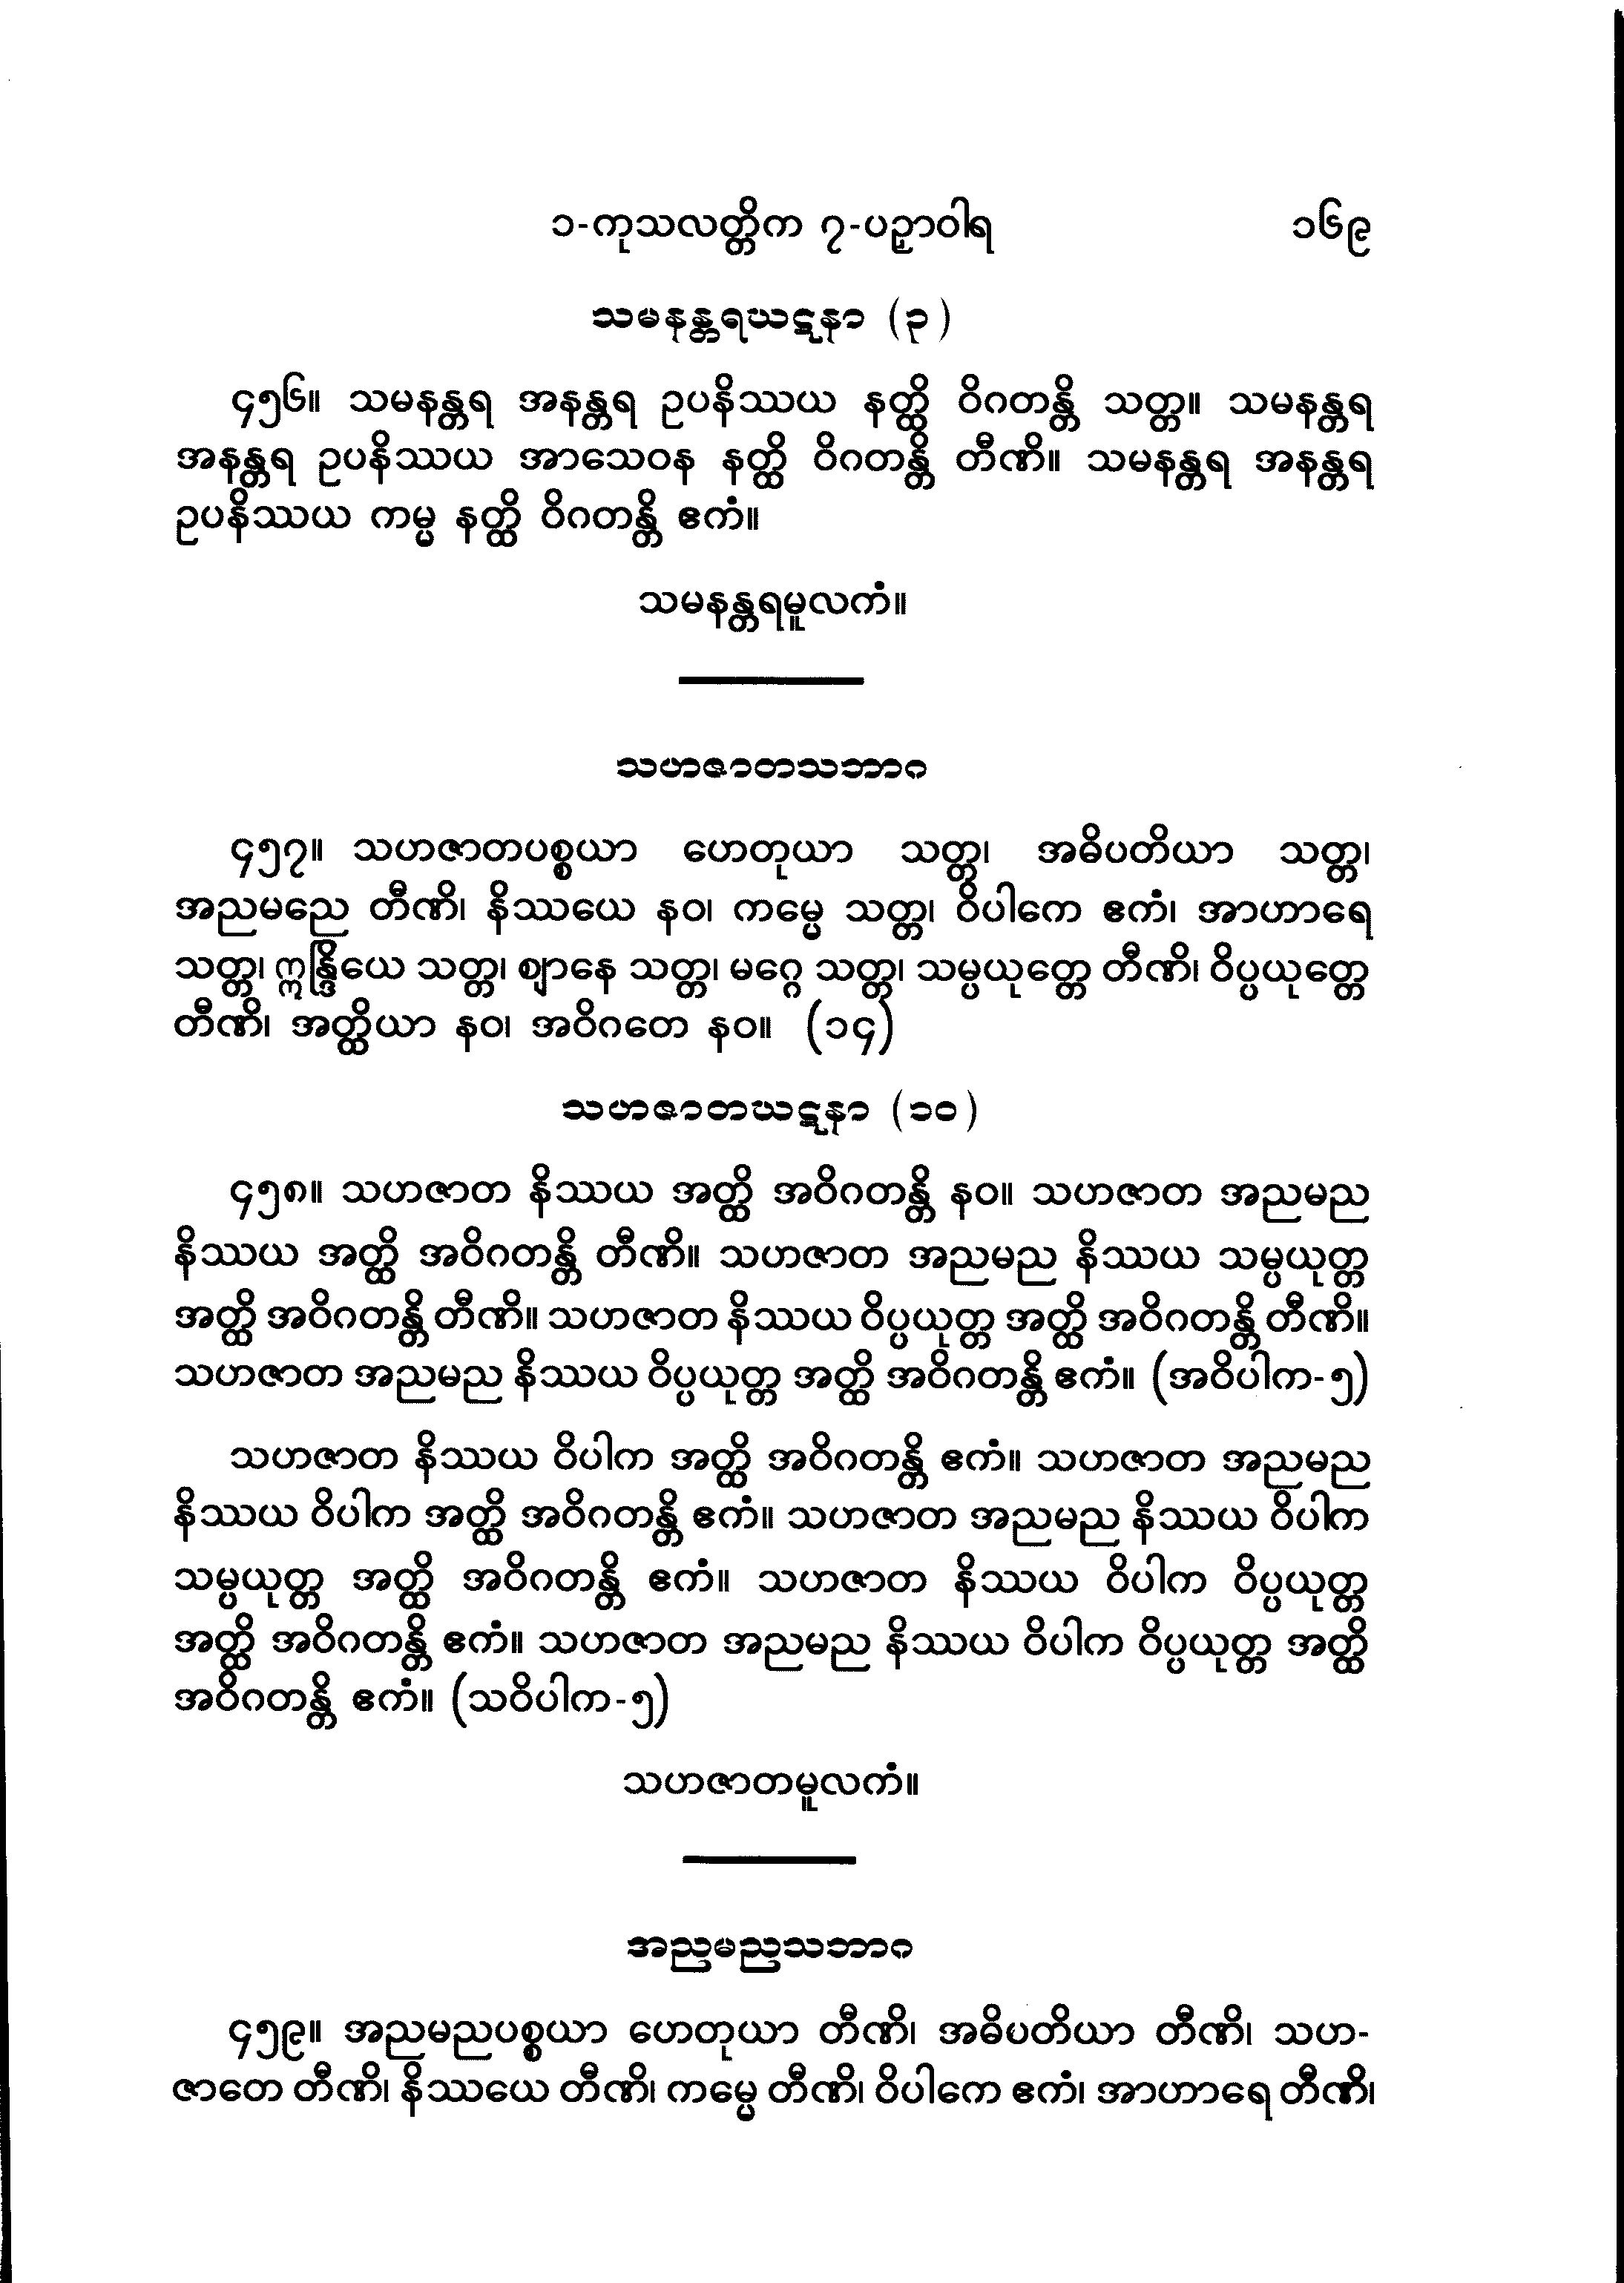 ၁-ကုသလတ္တိက ၇-ပဉှာဝါရ ၁၆၉
သမနန္တရဃဋနာ (၃)
၄၅၆။ သမနန္တရ အနန္တရ ဥပနိဿယ နတ္ထိ ဝိဂတန္တိ သတ္တ။ သမနန္တရ
အနန္တရ ဥပနိဿယ အာသေဝန နတ္ထိ ဝိဂတန္တိ တီဏိ။ သမနန္တရ အနန္တရ
ဥပနိဿယ ကမ္မ နတ္ထိ ဝိဂတန္တိ ဧကံ။
သမနန္တရမူလကံ။
သဟဇာတသဘာဂ
၄၅၇။ သဟဇာတပစ္စယာ ဟေတုယာ သတ္တ၊ အဓိပတိယာ သတ္တ၊
အညမညေ တီဏိ၊ နိဿယေ နဝ၊ ကမ္မေ သတ္တ၊ ဝိပါကေ ဧကံ၊ အာဟာရေ
သတ္တ၊ ဣန္ဒြိယေ သတ္တ၊ ဈာနေ သတ္တ၊ မဂ္ဂေ သတ္တ၊ သမ္ပယုတ္တေ တီဏိ၊ ဝိပ္ပယုတ္တေ
တီဏိ၊ အတ္ထိယာ နဝ၊ အဝိဂတေ နဝ။ (၁၄)
သဟဇာတဃဋနာ (၁၀)
၄၅၈။ သဟဇာတ နိဿယ အတ္ထိ အဝိဂတန္တိ နဝ။ သဟဇာတ အညမည
နိဿယ အတ္ထိ အဝိဂတန္တိ တီဏိ။ သဟဇာတ အညမည နိဿယ သမ္ပယုတ္တ
အတ္ထိ အဝိဂတန္တိ တီဏိ။ သဟဇာတ နိဿယ ဝိပ္ပယုတ္တ အတ္ထိ အဝိဂတန္တိ တီဏိ။
သဟဇာတ အညမည နိဿယ ဝိပ္ပယုတ္တ အတ္ထိ အဝိဂတန္တိ ဧကံ။ (အဝိပါက-၅)
သဟဇာတ နိဿယ ဝိပါက အတ္ထိ အဝိဂတန္တိ ဧကံ။ သဟဇာတ အညမည
နိဿယ ဝိပါက အတ္ထိ အဝိဂတန္တိ ဧကံ။ သဟဇာတ အညမည နိဿယ ဝိပါက
သမ္ပယုတ္တ အတ္ထိ အဝိဂတန္တိ ဧကံ။ သဟဇာတ နိဿယ ဝိပါက ဝိပ္ပယုတ္တ
အတ္ထိ အဝိဂတန္တိ ဧကံ။ သဟဇာတ အညမည နိဿယ ဝိပါက ဝိပ္ပယုတ္တ အတ္ထိ
အဝိဂတန္တိ ဧကံ။ (သဝိပါက-၅)
သဟဇာတမူလကံ။
အညမညသဘာဂ
၄၅၉။ အညမညပစ္စယာ ဟေတုယာ တီဏိ၊ အဓိပတိယာ တီဏိ၊ သဟ-
ဇာတေ တီဏိ၊ နိဿယေ တီဏိ၊ ကမ္မေ တီဏိ၊ ဝိပါကေ ဧကံ၊ အာဟာရေ တီဏိ၊